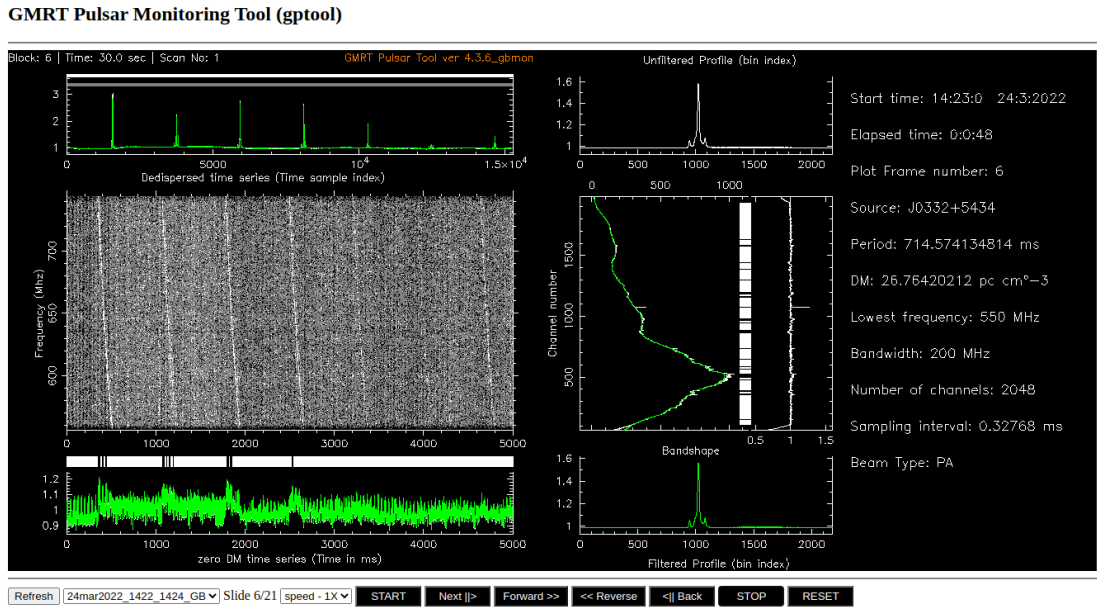 GMRT Pulsar Monitoring Tool (gptool)
Block: 6 | Time: 30.0 sec | Scan No: 1
GMRT Pulsar Tool ver 4.3.6_gbmon
3
2
1
0 5000 10⁴ 1.5×10⁴
Dedispersed time series (Time sample index)
Frequency (Mhz)
700
650
600
0 1000 2000 3000 4000 5000
1.2
1.1
1
0.9
0 1000 2000 3000 4000 5000
zero DM time series (Time in ms)
Unfiltered Profile (bin index)
1.6
1.4
1.2
1
0 500 1000 1500 2000
0 500 1000
Channel number
1500
1000
500
0.5 1 1.5
Bandshape
1.6
1.4
1.2
1
0 500 1000 1500 2000
Filtered Profile (bin index)
Start time: 14:23:0 24:3:2022
Elapsed time: 0:0:48
Plot Frame number: 6
Source: J0332+5434
Period: 714.574134814 ms
DM: 26.76420212 pc cm^-3
Lowest frequency: 550 MHz
Bandwidth: 200 MHz
Number of channels: 2048
Sampling interval: 0.32768 ms
Beam Type: PA
Refresh 24mar2022_1422_1424_GB Slide 6/21 speed - 1X START Next ||> Forward >> << Reverse <|| Back STOP RESET